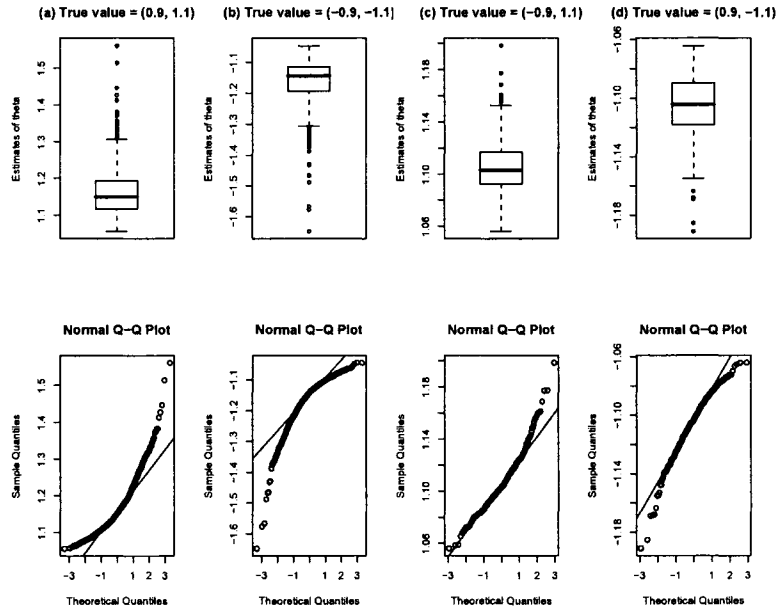 (a) True value = (0.9, 1.1)
(b) True value = (−0.9, −1.1)
(c) True value = (−0.9, 1.1)
(d) True value = (0.9, −1.1)
Estimates of theta
1.1 1.2 1.3 1.4 1.5
Estimates of theta
−1.6 −1.5 −1.4 −1.3 −1.2 −1.1
Estimates of theta
1.06 1.10 1.14 1.18
Estimates of theta
−1.18 −1.14 −1.10 −1.06
Normal Q−Q Plot
Normal Q−Q Plot
Normal Q−Q Plot
Normal Q−Q Plot
Sample Quantiles
1.1 1.2 1.3 1.4 1.5
Sample Quantiles
−1.6 −1.5 −1.4 −1.3 −1.2 −1.1
Sample Quantiles
1.06 1.10 1.14 1.18
Sample Quantiles
−1.18 −1.14 −1.10 −1.06
−3 −1 1 2 3
−3 −1 1 2 3
−3 −1 1 2 3
−3 −1 1 2 3
Theoretical Quantiles
Theoretical Quantiles
Theoretical Quantiles
Theoretical Quantiles